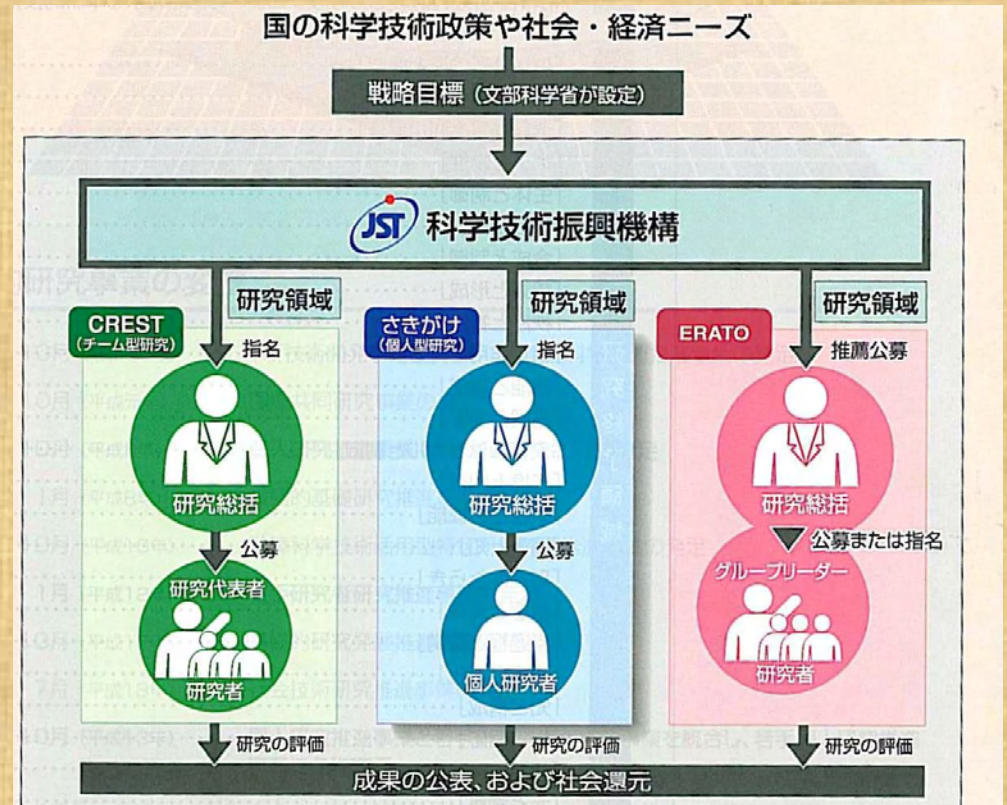 国の科学技術政策や社会・経済ニーズ
戦略目標（文部科学省が設定）
JST 科学技術振興機構
研究領域
研究領域
研究領域
CREST
（チーム型研究）
指名
さきがけ
（個人型研究）
指名
ERATO
推薦公募
研究総括
研究総括
研究総括
公募
公募
公募または指名
研究代表者
グループリーダー
研究者
個人研究者
研究者
研究の評価
研究の評価
研究の評価
成果の公表、および社会還元